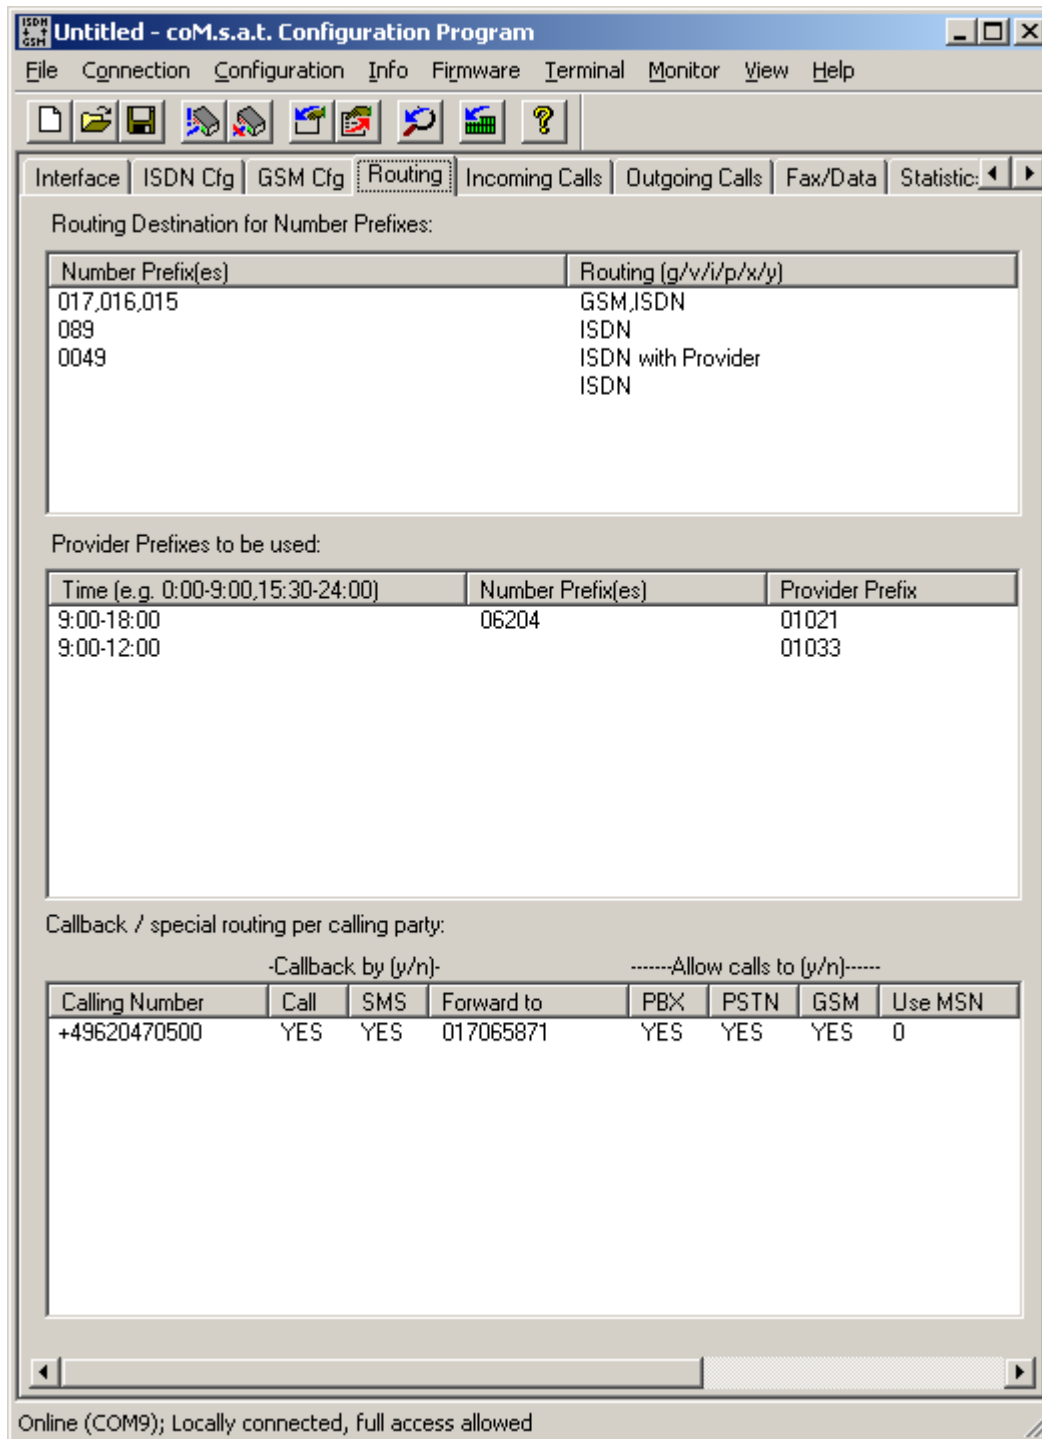 ISDN
GSM
Untitled - coM.s.a.t. Configuration Program
File Connection Configuration Info Firmware Terminal Monitor View Help
Interface ISDN Cfg GSM Cfg Routing Incoming Calls Outgoing Calls Fax/Data Statistic:
Routing Destination for Number Prefixes:
Number Prefix(es) Routing (g/v/i/p/x/y)
017,016,015 GSM,ISDN
089 ISDN
0049 ISDN with Provider
ISDN
Provider Prefixes to be used:
Time (e.g. 0:00-9:00,15:30-24:00) Number Prefix(es) Provider Prefix
9:00-18:00 06204 01021
9:00-12:00 01033
Callback / special routing per calling party:
-Callback by (y/n)- -------Allow calls to (y/n)------
Calling Number Call SMS Forward to PBX PSTN GSM Use MSN
+49620470500 YES YES 017065871 YES YES YES 0
Online (COM9); Locally connected, full access allowed